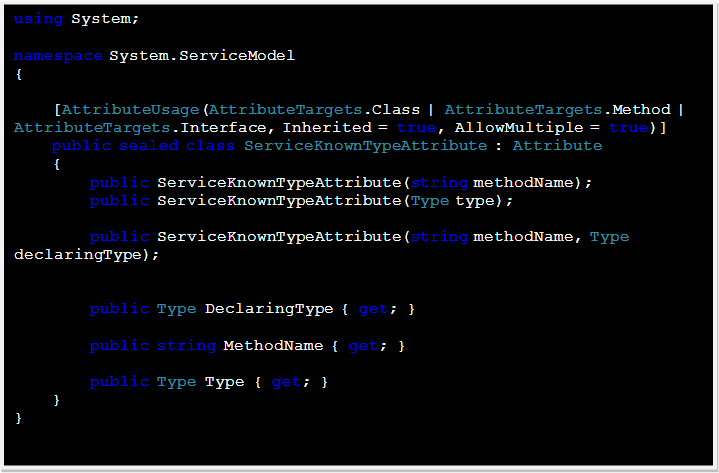 using System;
namespace System.ServiceModel
{
[AttributeUsage(AttributeTargets.Class | AttributeTargets.Method |
AttributeTargets.Interface, Inherited = true, AllowMultiple = true)]
public sealed class ServiceKnownTypeAttribute : Attribute
{
public ServiceKnownTypeAttribute(string methodName);
public ServiceKnownTypeAttribute(Type type);
public ServiceKnownTypeAttribute(string methodName, Type
declaringType);
public Type DeclaringType { get; }
public string MethodName { get; }
public Type Type { get; }
}
}